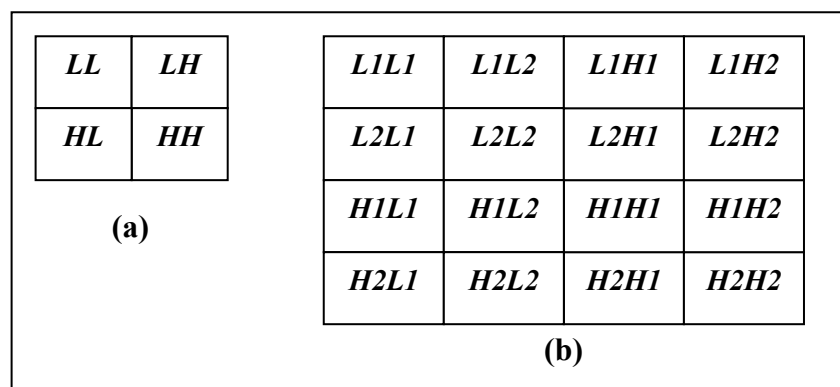 LL LH
HL HH
(a)
L1L1 L1L2 L1H1 L1H2
L2L1 L2L2 L2H1 L2H2
H1L1 H1L2 H1H1 H1H2
H2L1 H2L2 H2H1 H2H2
(b)